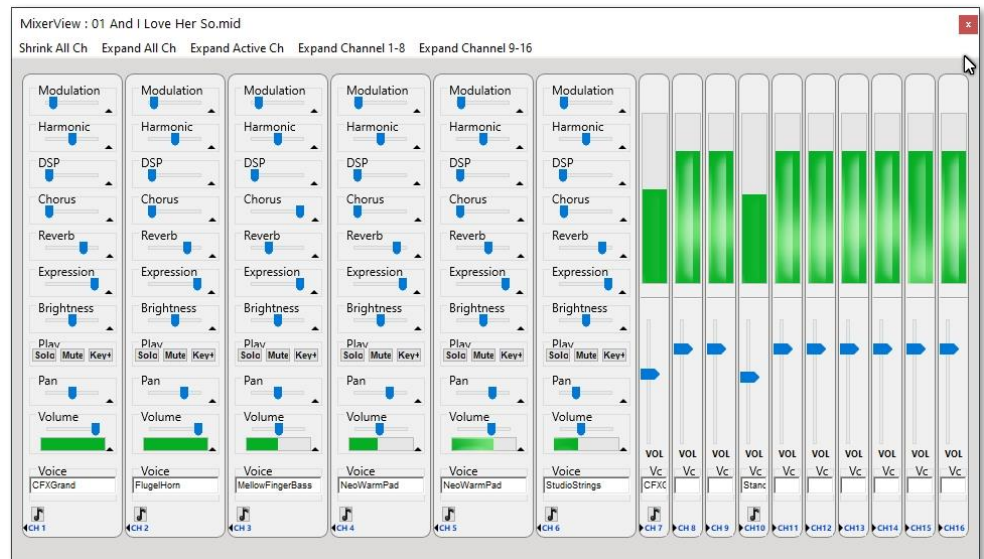 MixerView : 01 And I Love Her So.mid
x
Shrink All Ch Expand All Ch Expand Active Ch Expand Channel 1-8 Expand Channel 9-16
Modulation Modulation Modulation Modulation Modulation Modulation
Harmonic Harmonic Harmonic Harmonic Harmonic Harmonic
DSP DSP DSP DSP DSP DSP
Chorus Chorus Chorus Chorus Chorus Chorus
Reverb Reverb Reverb Reverb Reverb Reverb
Expression Expression Expression Expression Expression Expression
Brightness Brightness Brightness Brightness Brightness Brightness
Play Play Play Play Play Play
Solo Mute Key+ Solo Mute Key+ Solo Mute Key+ Solo Mute Key+ Solo Mute Key+ Solo Mute Key+
Pan Pan Pan Pan Pan Pan
Volume Volume Volume Volume Volume Volume
VOL VOL VOL VOL VOL VOL VOL VOL VOL VOL
Voice Voice Voice Voice Voice Voice Vc Vc Vc Vc Vc Vc Vc Vc Vc Vc
CFXGrand FlugelHorn MellowFingerBass NeoWarmPad NeoWarmPad StudioStrings CFXG Stanc
CH 1 CH 2 CH 3 CH 4 CH 5 CH 6 CH 7 CH 8 CH 9 CH10 CH11 CH12 CH13 CH14 CH15 CH16